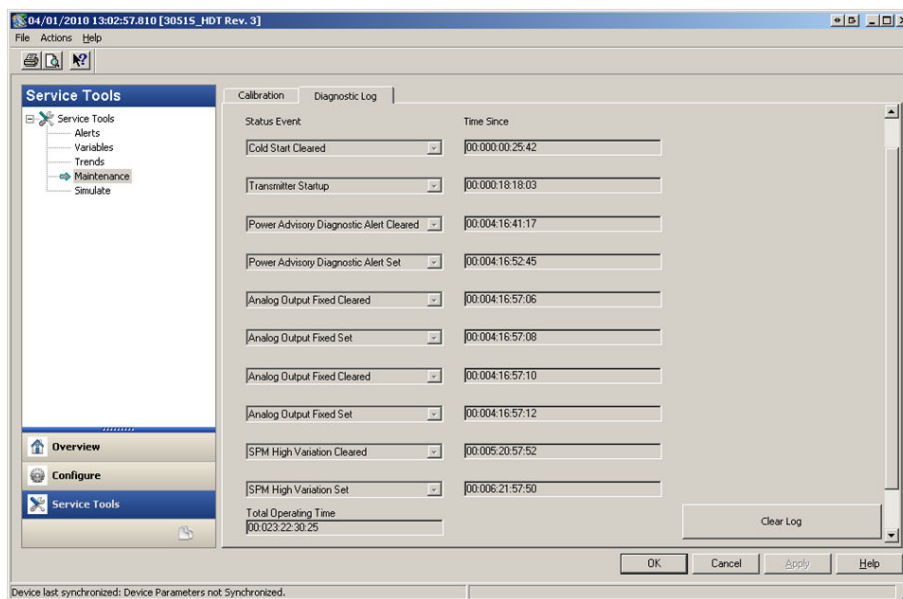 04/01/2010 13:02:57.810 [3051S_HDT Rev. 3]
File Actions Help
Service Tools
Service Tools
Alerts
Variables
Trends
Maintenance
Simulate
Overview
Configure
Service Tools
Calibration Diagnostic Log
Status Event Time Since
Cold Start Cleared 00:000:00:25:42
Transmitter Startup 00:000:18:18:03
Power Advisory Diagnostic Alert Cleared 00:004:16:41:17
Power Advisory Diagnostic Alert Set 00:004:16:52:45
Analog Output Fixed Cleared 00:004:16:57:06
Analog Output Fixed Set 00:004:16:57:08
Analog Output Fixed Cleared 00:004:16:57:10
Analog Output Fixed Set 00:004:16:57:12
SPM High Variation Cleared 00:005:20:57:52
SPM High Variation Set 00:006:21:57:50
Total Operating Time
00:023:22:30:25
Clear Log
OK Cancel Apply Help
Device last synchronized: Device Parameters not Synchronized.